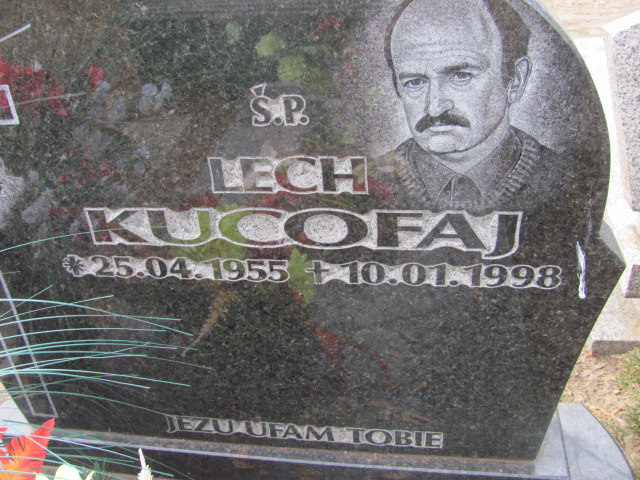 Ś.P.
LECH
KUCOFAJ
*25.04.1955 +10.01.1998
JEZU UFAM TOBIE